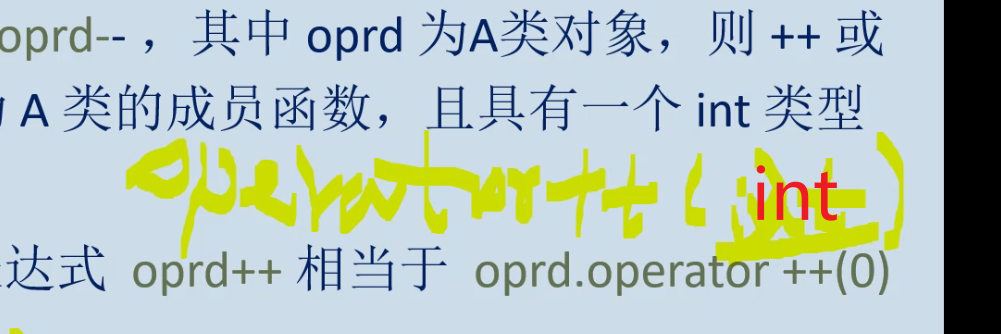 oprd--，其中 oprd 为A类对象，则 ++ 或
A 类的成员函数，且具有一个 int 类型
operator++(int)
达式 oprd++ 相当于 oprd.operator ++(0)